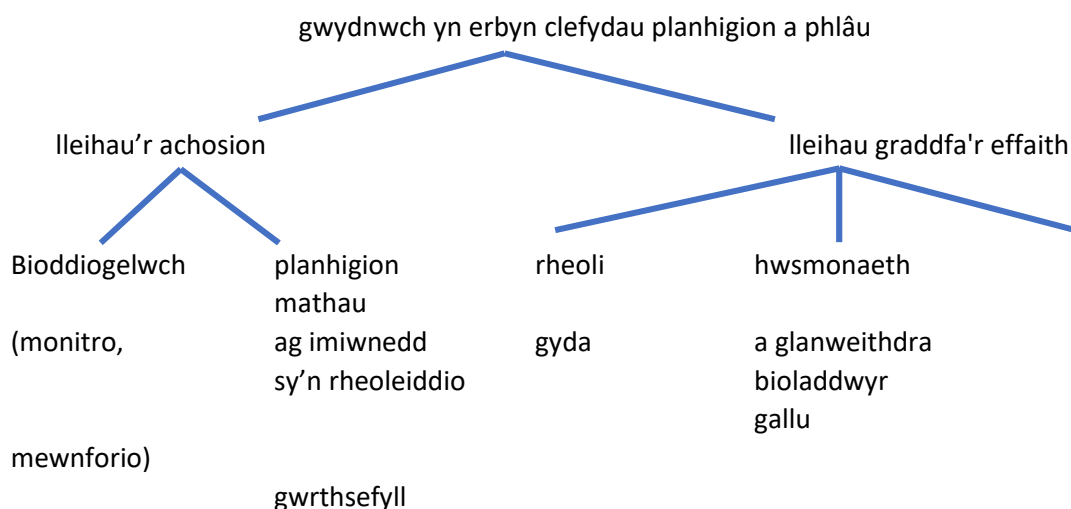 gwydnwch yn erbyn clefydau planhigion a phlâu
lleihau'r achosion
lleihau graddfa'r effaith
Bioddiogelwch
planhigion
rheoli
hwsmonaeth
mathau
(monitro,
ag imiwnedd
gyda
a glanweithdra
sy'n rheoleiddio
bioladdwyr
gallu
mewnforio)
gwrthsefyll